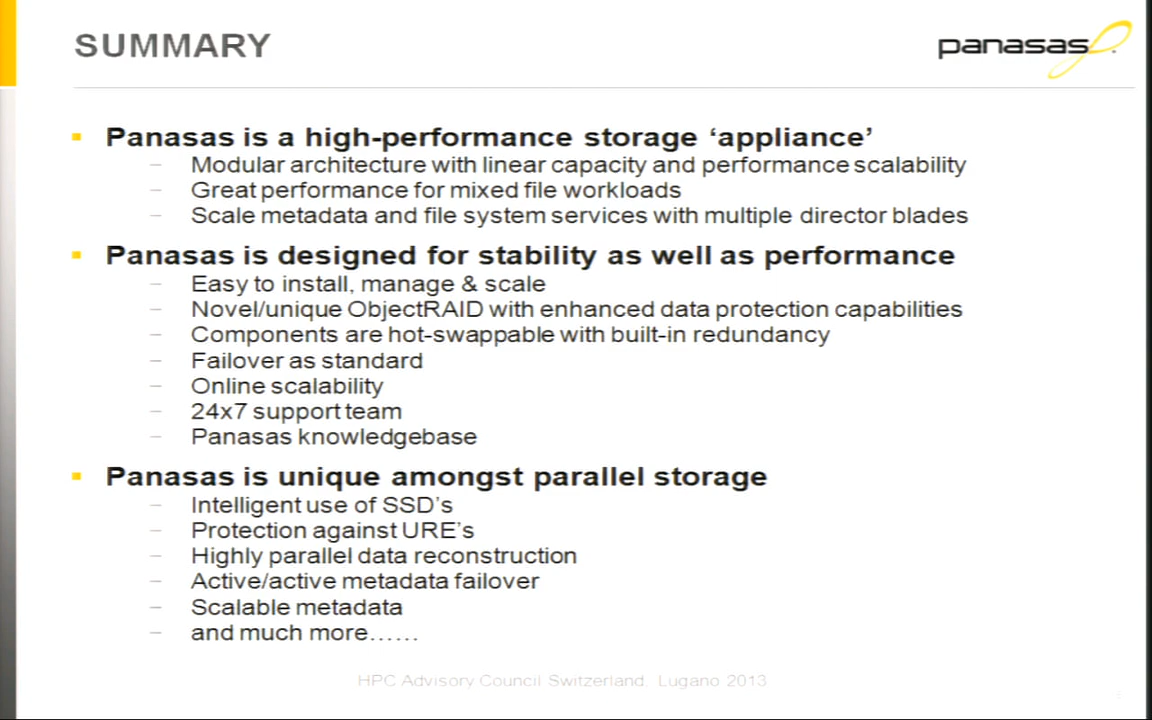 SUMMARY
panasas
Panasas is a high-performance storage ‘appliance’
– Modular architecture with linear capacity and performance scalability
– Great performance for mixed file workloads
– Scale metadata and file system services with multiple director blades
Panasas is designed for stability as well as performance
– Easy to install, manage & scale
– Novel/unique ObjectRAID with enhanced data protection capabilities
– Components are hot-swappable with built-in redundancy
– Failover as standard
– Online scalability
– 24x7 support team
– Panasas knowledgebase
Panasas is unique amongst parallel storage
– Intelligent use of SSD’s
– Protection against URE’s
– Highly parallel data reconstruction
– Active/active metadata failover
– Scalable metadata
– and much more……
HPC Advisory Council Switzerland. Lugano 2013